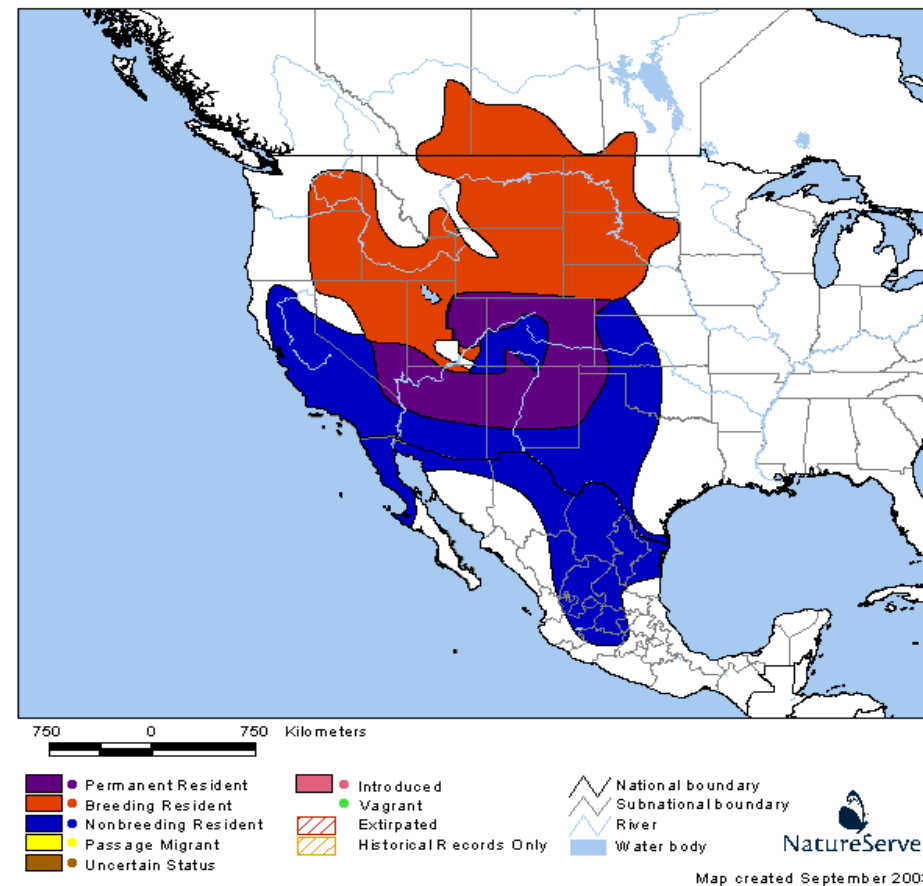 750 0 750 Kilometers
Permanent Resident
Breeding Resident
Nonbreeding Resident
Passage Migrant
Uncertain Status
Introduced
Vagrant
Extirpated
Historical Records Only
National boundary
Subnational boundary
River
Water body
NatureServe
Map created September